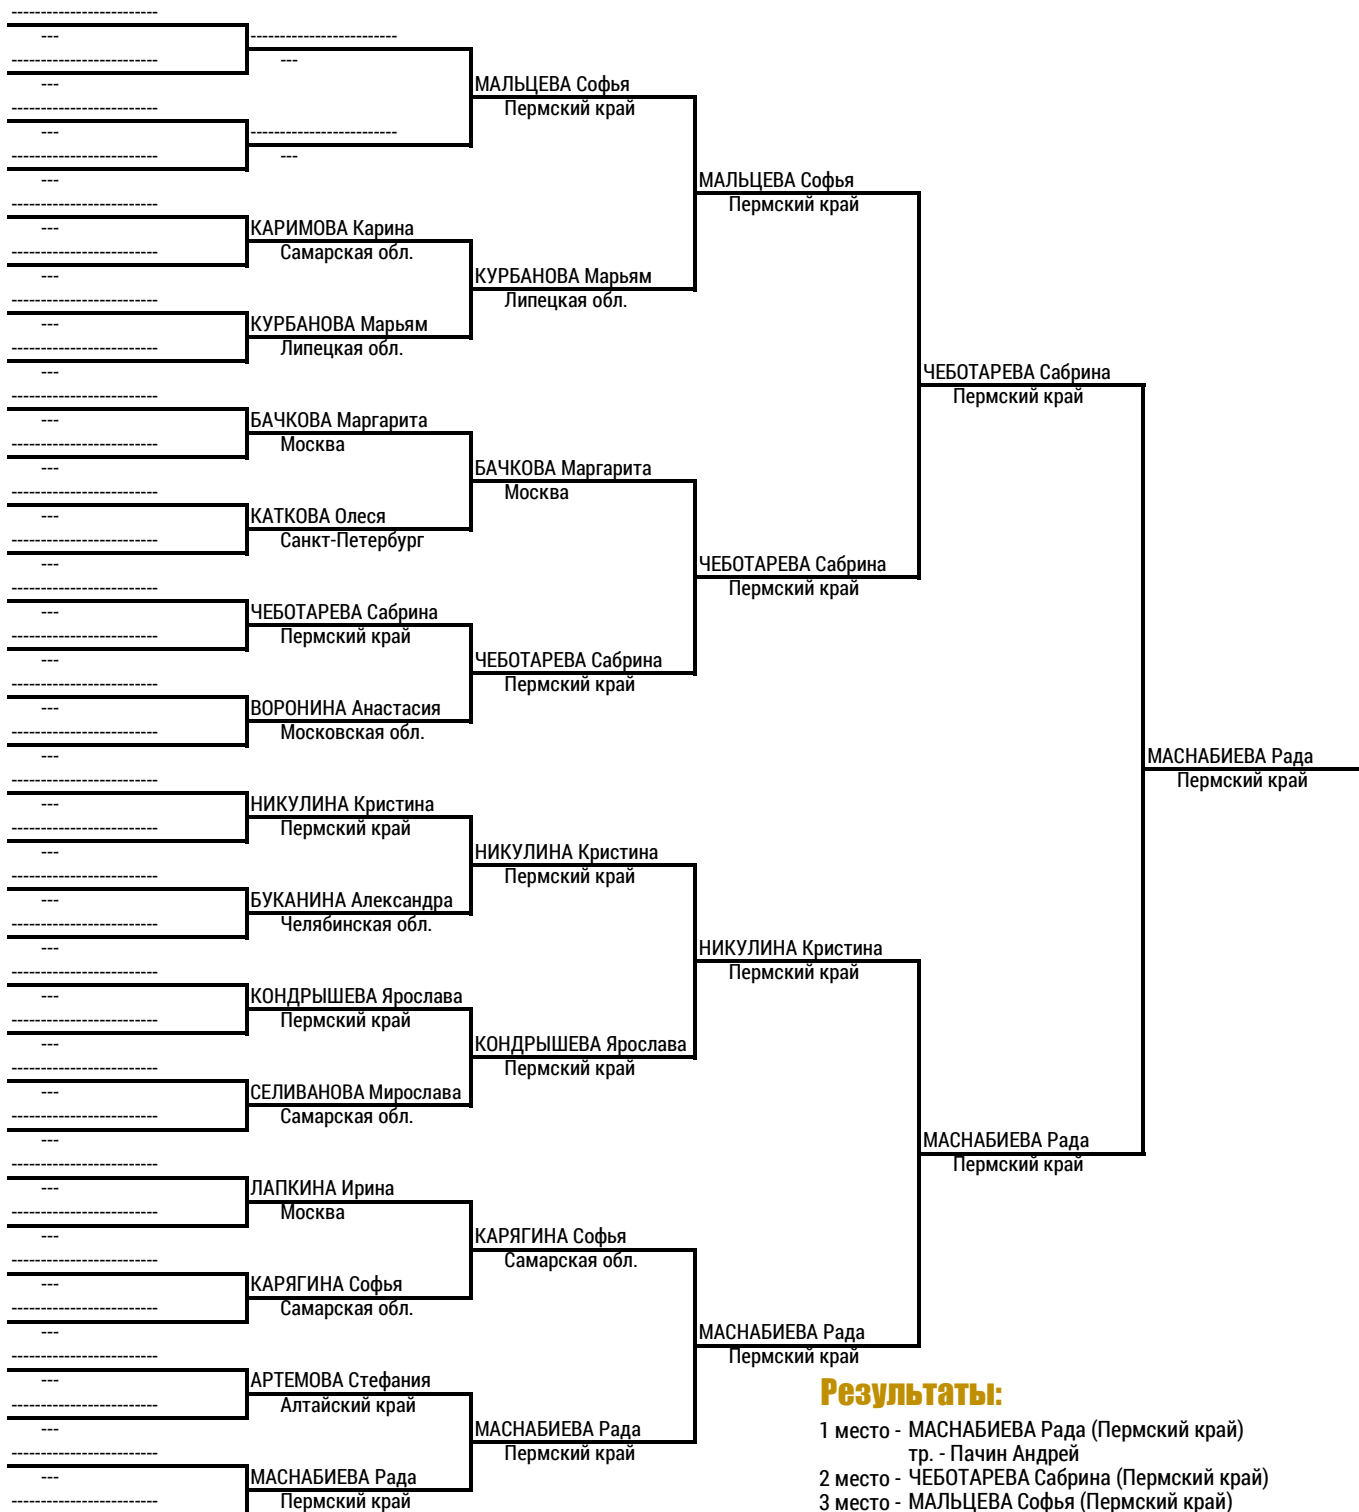 -------------------------
---
-------------------------
---
-------------------------
---
-------------------------
---
-------------------------
---
-------------------------
---
-------------------------
---
-------------------------
---
-------------------------
---
-------------------------
---
-------------------------
---
-------------------------
---
-------------------------
---
-------------------------
---
-------------------------
---
-------------------------
---
-------------------------
---
-------------------------
---
-------------------------
---
-------------------------
---
-------------------------
---
-------------------------
---
-------------------------
---
-------------------------
---
-------------------------
---
-------------------------
---
-------------------------
---
-------------------------
---
-------------------------
---
-------------------------
---
-------------------------
---
-------------------------
-------------------------
---
-------------------------
---
КАРИМОВА Карина
Самарская обл.
КУРБАНОВА Марьям
Липецкая обл.
БАЧКОВА Маргарита
Москва
КАТКОВА Олеся
Санкт-Петербург
ЧЕБОТАРЕВА Сабрина
Пермский край
ВОРОНИНА Анастасия
Московская обл.
НИКУЛИНА Кристина
Пермский край
БУКАНИНА Александра
Челябинская обл.
КОНДРЫШЕВА Ярослава
Пермский край
СЕЛИВАНОВА Мирослава
Самарская обл.
ЛАПКИНА Ирина
Москва
КАРЯГИНА Софья
Самарская обл.
АРТЕМОВА Стефания
Алтайский край
МАСНАБИЕВА Рада
Пермский край
МАЛЬЦЕВА Софья
Пермский край
КУРБАНОВА Марьям
Липецкая обл.
БАЧКОВА Маргарита
Москва
ЧЕБОТАРЕВА Сабрина
Пермский край
НИКУЛИНА Кристина
Пермский край
КОНДРЫШЕВА Ярослава
Пермский край
КАРЯГИНА Софья
Самарская обл.
МАСНАБИЕВА Рада
Пермский край
МАЛЬЦЕВА Софья
Пермский край
ЧЕБОТАРЕВА Сабрина
Пермский край
НИКУЛИНА Кристина
Пермский край
МАСНАБИЕВА Рада
Пермский край
ЧЕБОТАРЕВА Сабрина
Пермский край
МАСНАБИЕВА Рада
Пермский край
МАСНАБИЕВА Рада
Пермский край
Результаты:
1 место - МАСНАБИЕВА Рада (Пермский край)
тр. - Пачин Андрей
2 место - ЧЕБОТАРЕВА Сабрина (Пермский край)
3 место - МАЛЬЦЕВА Софья (Пермский край)